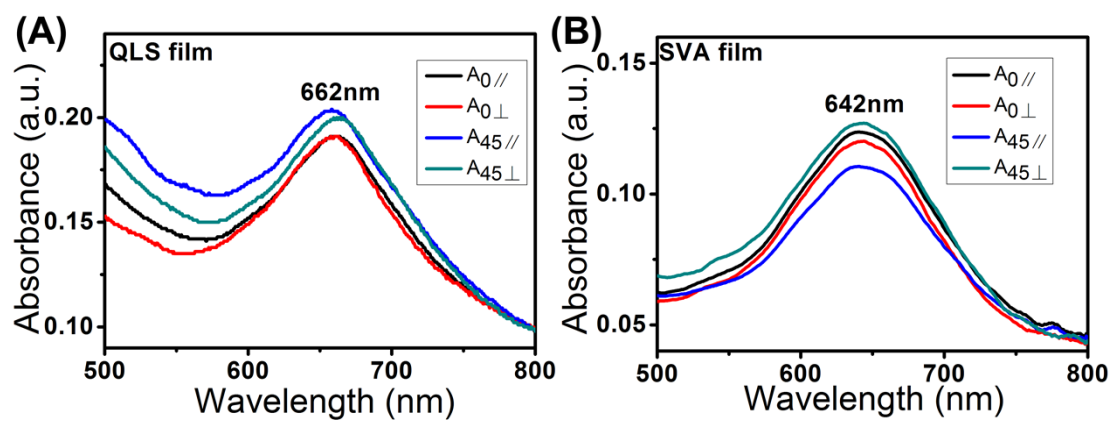 (A)
QLS film
662nm
A0//
A0⊥
A45//
A45⊥
0.20
0.15
0.10
Absorbance (a.u.)
500
600
700
800
Wavelength (nm)
(B)
SVA film
642nm
A0//
A0⊥
A45//
A45⊥
0.15
0.10
0.05
Absorbance (a.u.)
500
600
700
800
Wavelength (nm)